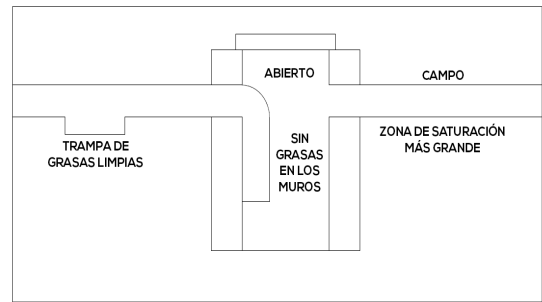 ABIERTO
CAMPO
TRAMPA DE
GRASAS LIMPIAS
SIN
GRASAS
EN LOS
MUROS
ZONA DE SATURACIÓN
MÁS GRANDE